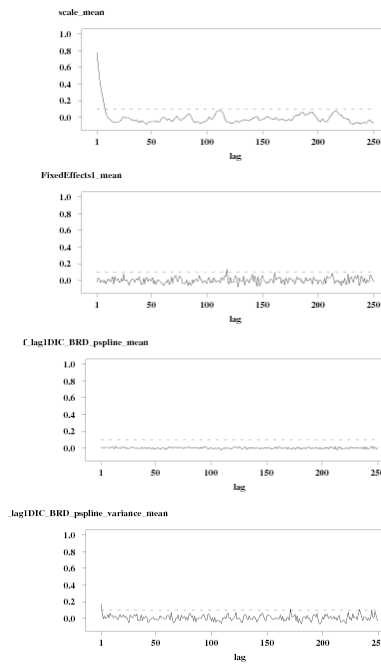 scale_mean
1.0
0.8
0.6
0.4
0.2
0.0
1 50 100 150 200 250
lag
FixedEffects1_mean
1.0
0.8
0.6
0.4
0.2
0.0
1 50 100 150 200 250
lag
f_lag1DIC_BRD_pspline_mean
1.0
0.8
0.6
0.4
0.2
0.0
1 50 100 150 200 250
lag
_lag1DIC_BRD_pspline_variance_mean
1.0
0.8
0.6
0.4
0.2
0.0
1 50 100 150 200 250
lag